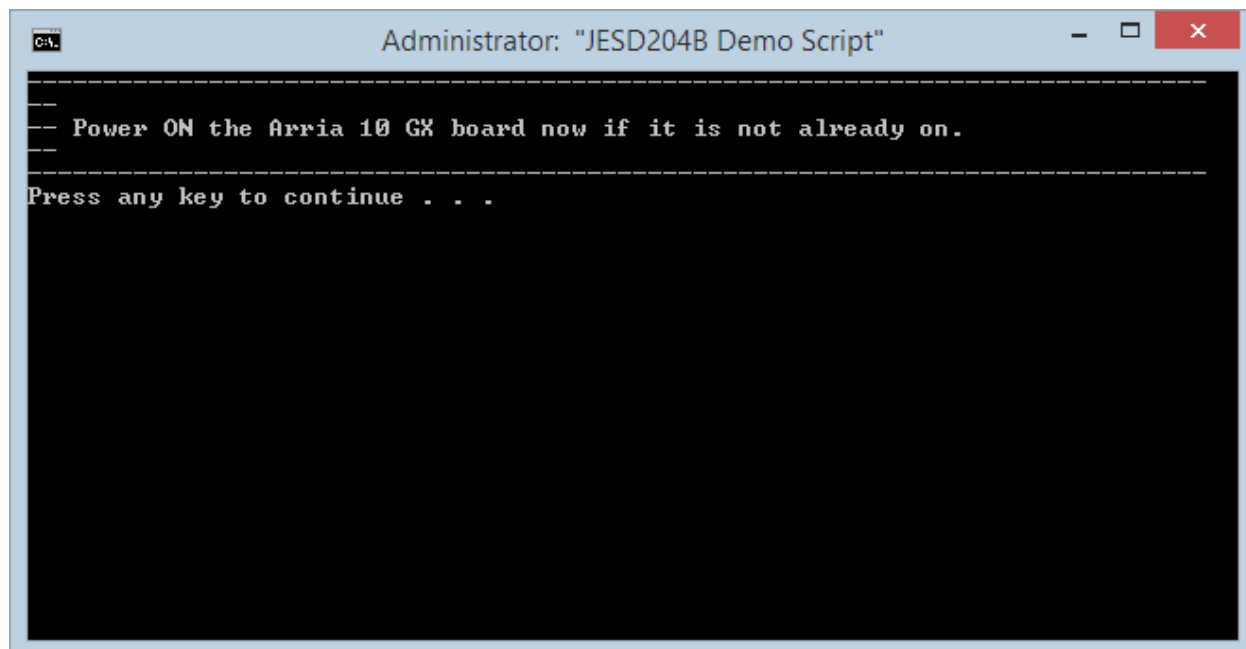 C:\.
Administrator: "JESD204B Demo Script"
--------------------------------------------------------------------------------
--
-- Power ON the Arria 10 GX board now if it is not already on.
--
--------------------------------------------------------------------------------
Press any key to continue . . .